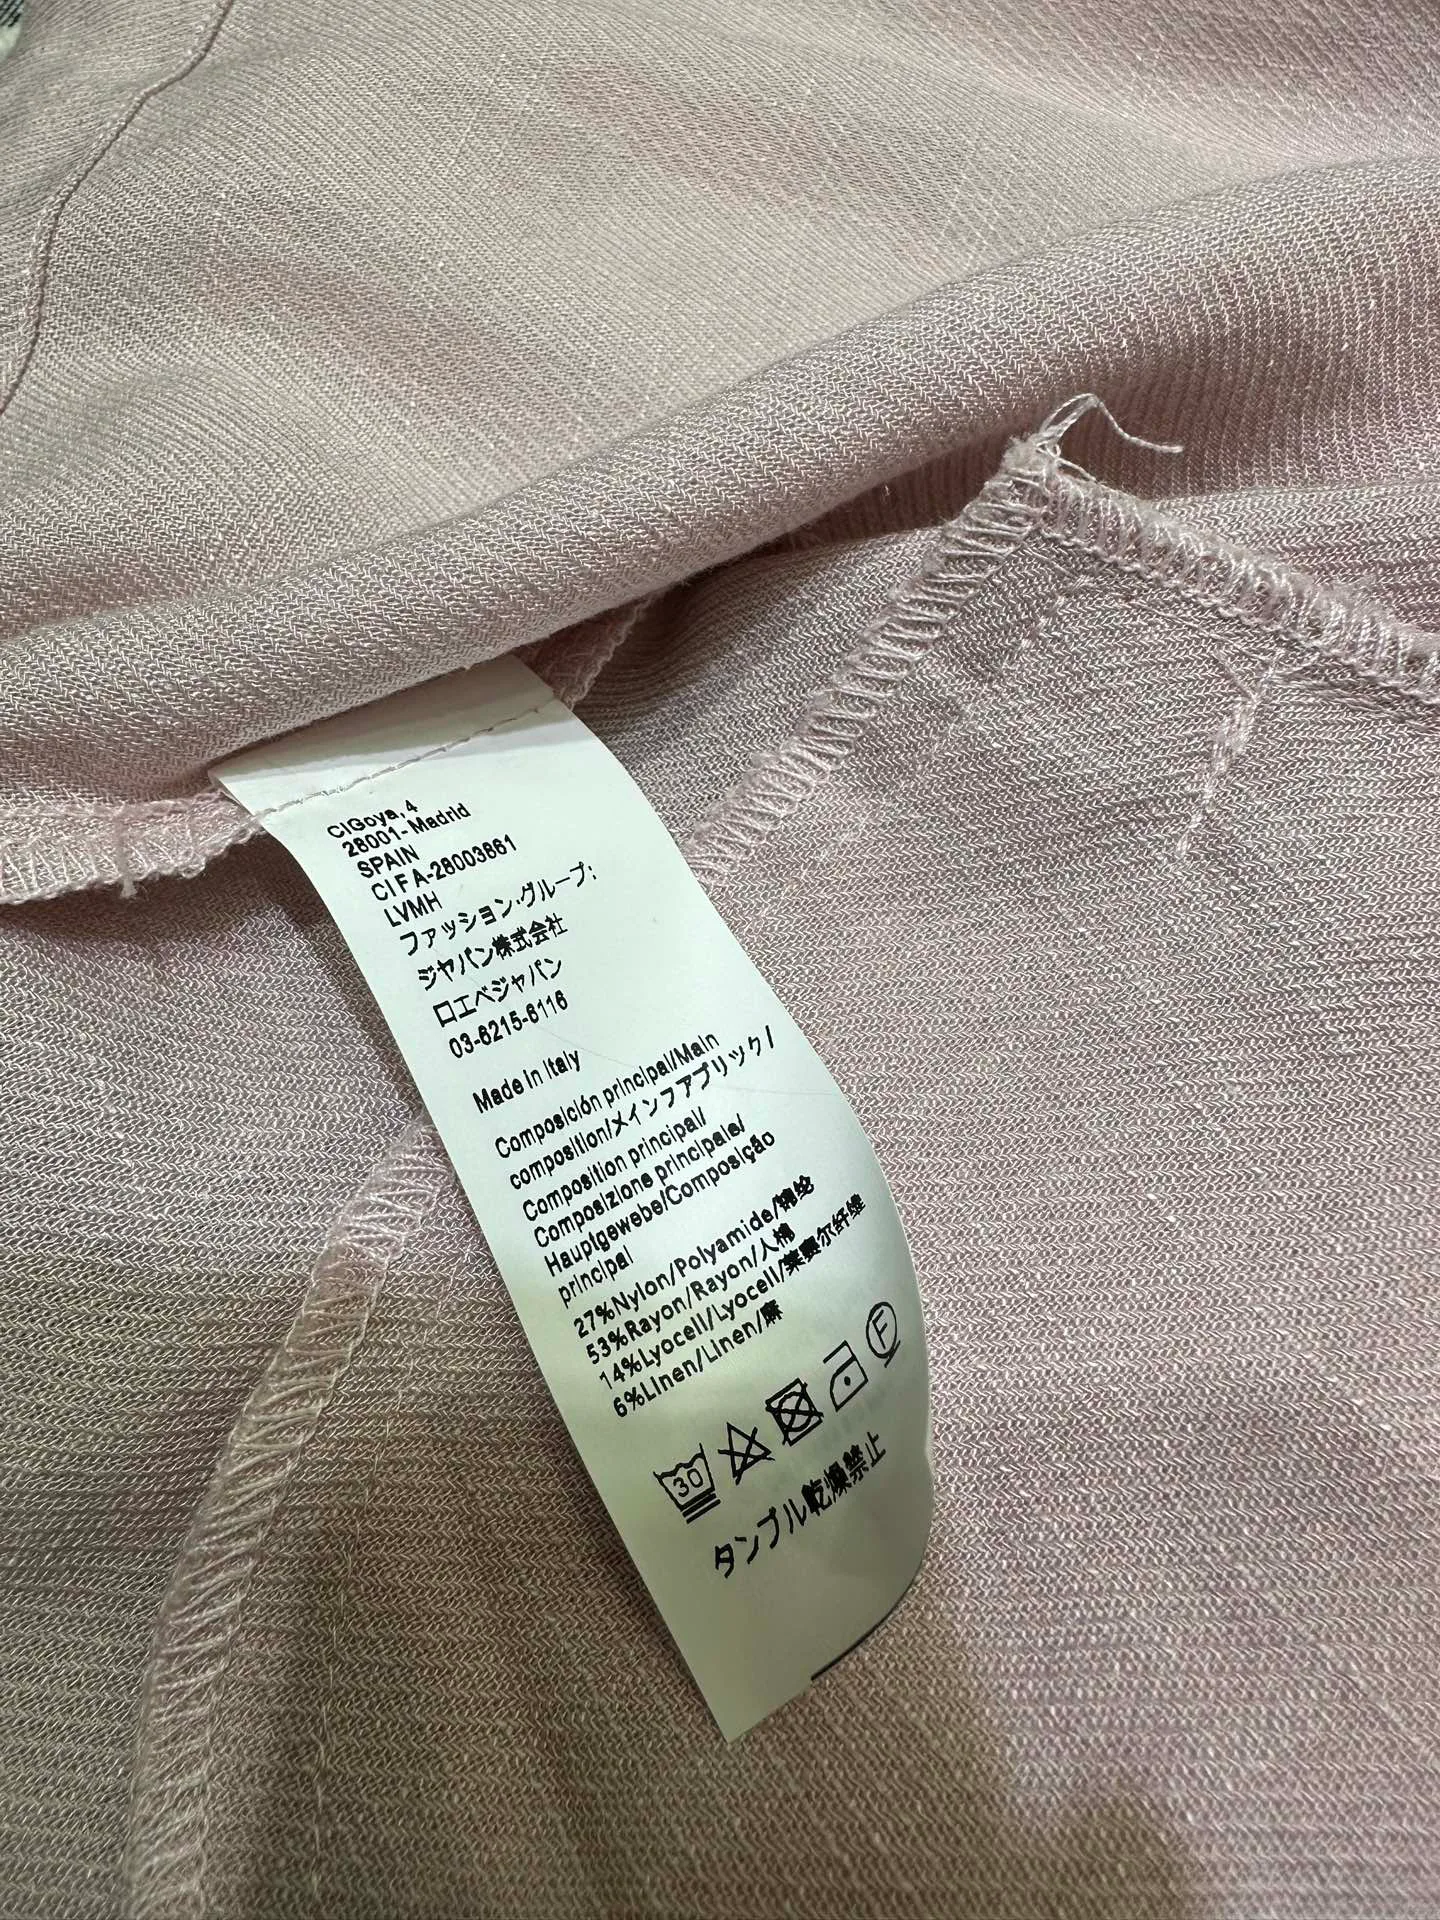 C/Goya, 4
28001- Madrid
SPAIN
CIF A-28003861
LVMH
ファッション・グループ:
ジャパン株式会社
ロエベジャパン
03-6215-6116
Made in Italy
Composición principal/Main
composition/メインファブリック/
Composition principal/
Composizione principale/
Hauptgewebe/Composição
principal
27%Nylon/Polyamide/锦纶
53%Rayon/Rayon/人棉
14%Lyocell/Lyocell/莱赛尔纤维
6%Linen/Linen/麻
30
F
タンブル乾燥禁止